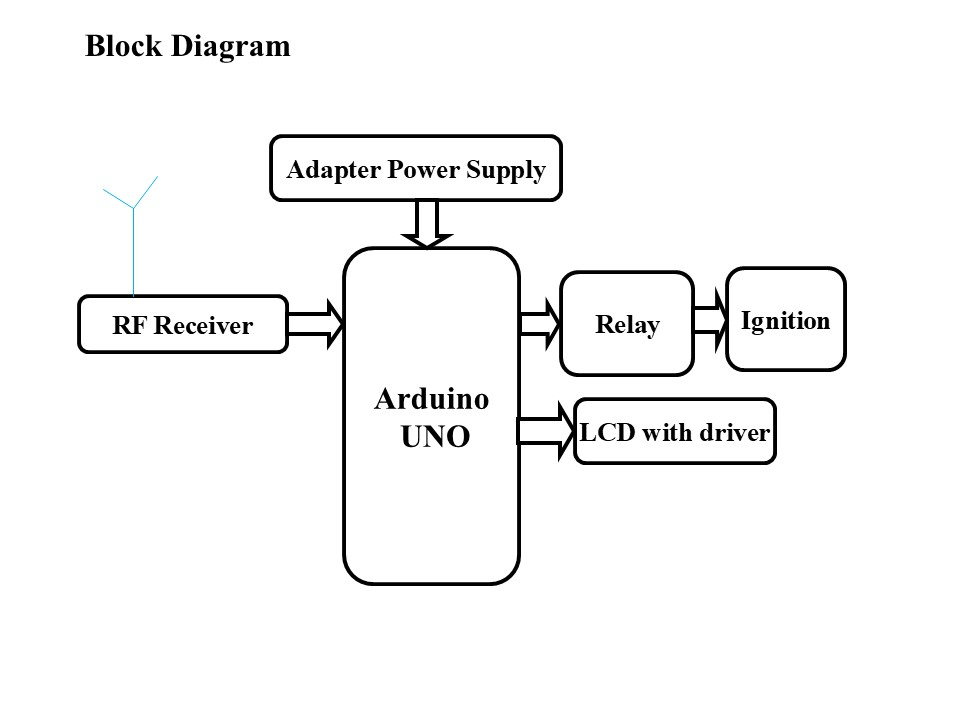 Block Diagram
Adapter Power Supply
RF Receiver
Arduino
UNO
Relay
Ignition
LCD with driver